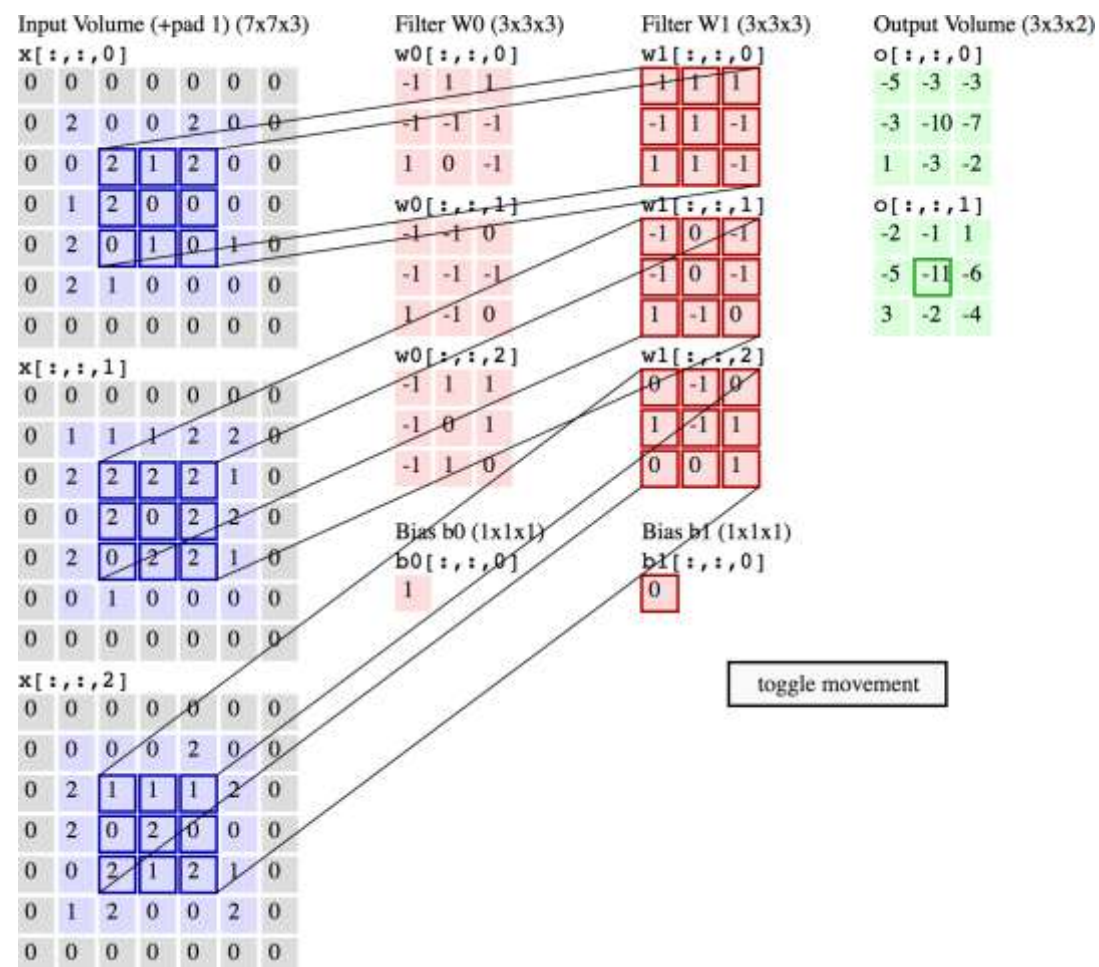 Input Volume (+pad 1) (7x7x3)
x[:,:,0]
0 0 0 0 0 0 0
0 2 0 0 2 0 0
0 0 2 1 2 0 0
0 1 2 0 0 0 0
0 2 0 1 0 1 0
0 2 1 0 0 0 0
0 0 0 0 0 0 0
x[:,:,1]
0 0 0 0 0 0 0
0 1 1 1 2 2 0
0 2 2 2 2 1 0
0 0 2 0 2 2 0
0 2 0 2 2 1 0
0 0 1 0 0 0 0
0 0 0 0 0 0 0
x[:,:,2]
0 0 0 0 0 0 0
0 0 0 0 2 0 0
0 2 1 1 1 2 0
0 2 0 2 0 0 0
0 0 2 1 2 1 0
0 1 2 0 0 2 0
0 0 0 0 0 0 0
Filter W0 (3x3x3)
w0[:,:,0]
-1 1 1
-1 -1 -1
1 0 -1
w0[:,:,1]
-1 -1 0
-1 -1 -1
1 -1 0
w0[:,:,2]
-1 1 1
-1 0 1
-1 1 0
Bias b0 (1x1x1)
b0[:,:,0]
1
Filter W1 (3x3x3)
w1[:,:,0]
-1 1 1
-1 1 -1
1 1 -1
w1[:,:,1]
-1 0 -1
-1 0 -1
1 -1 0
w1[:,:,2]
0 -1 0
1 -1 1
0 0 1
Bias b1 (1x1x1)
b1[:,:,0]
0
Output Volume (3x3x2)
o[:,:,0]
-5 -3 -3
-3 -10 -7
1 -3 -2
o[:,:,1]
-2 -1 1
-5 -11 -6
3 -2 -4
toggle movement